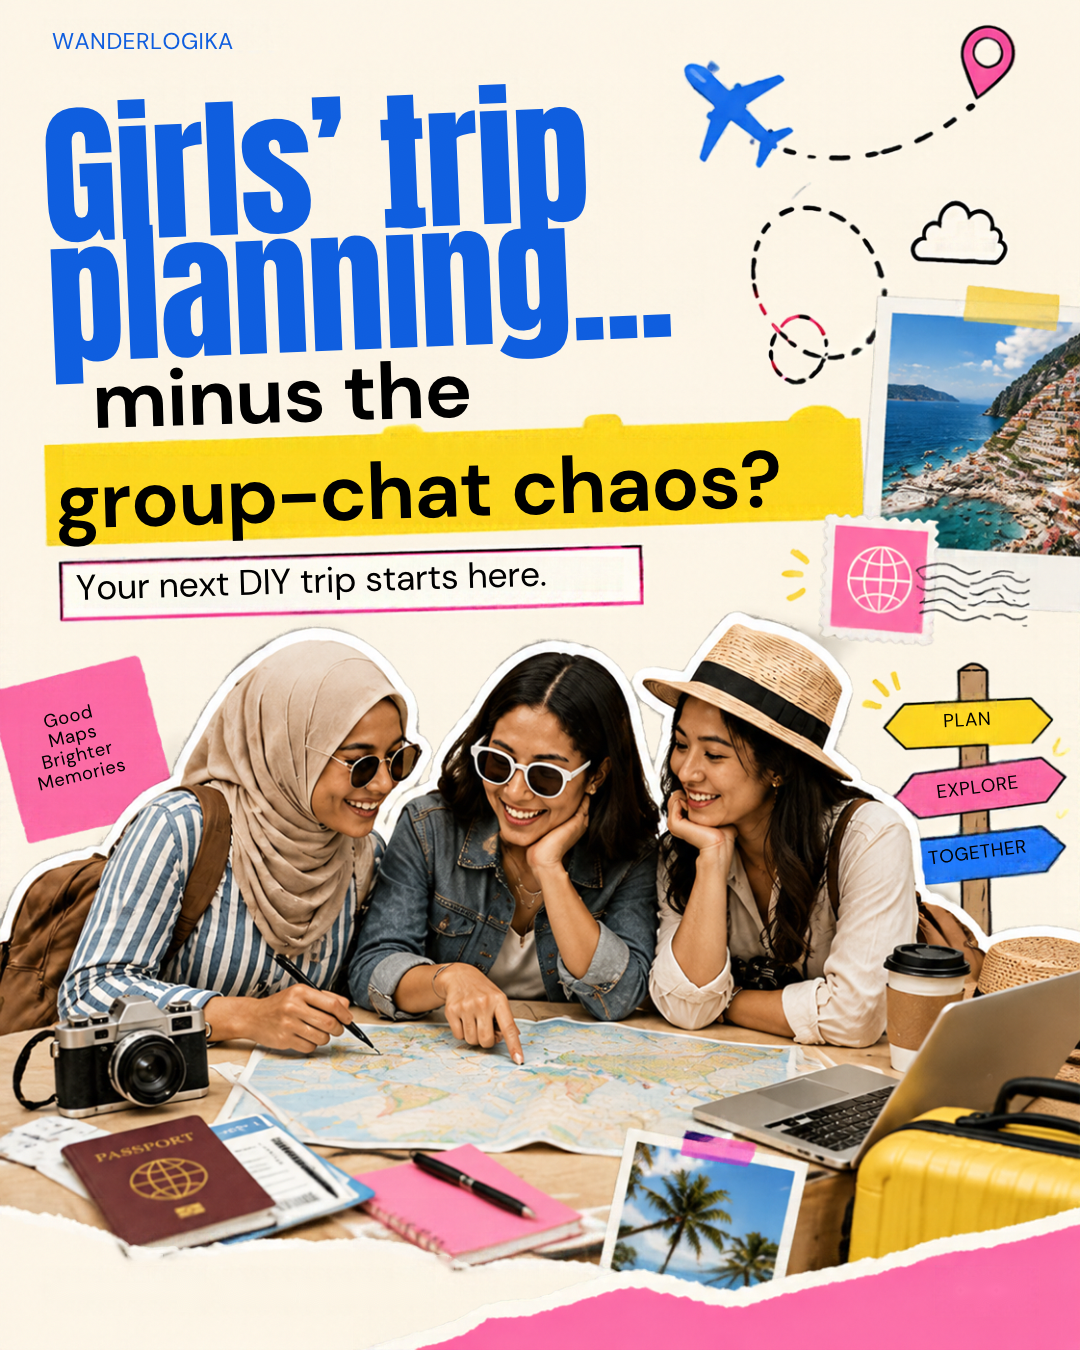 WANDERLOGIKA
Girls’ trip
planning...
minus the
group-chat chaos?
Your next DIY trip starts here.
Good
Maps
Brighter
Memories
PLAN
EXPLORE
TOGETHER
PASSPORT